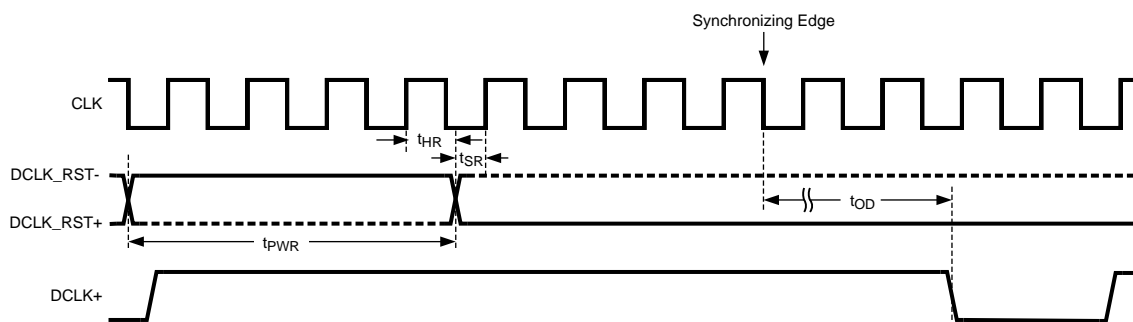 Synchronizing Edge
CLK
tHR
tSR
DCLK_RST-
tOD
DCLK_RST+
tPWR
DCLK+